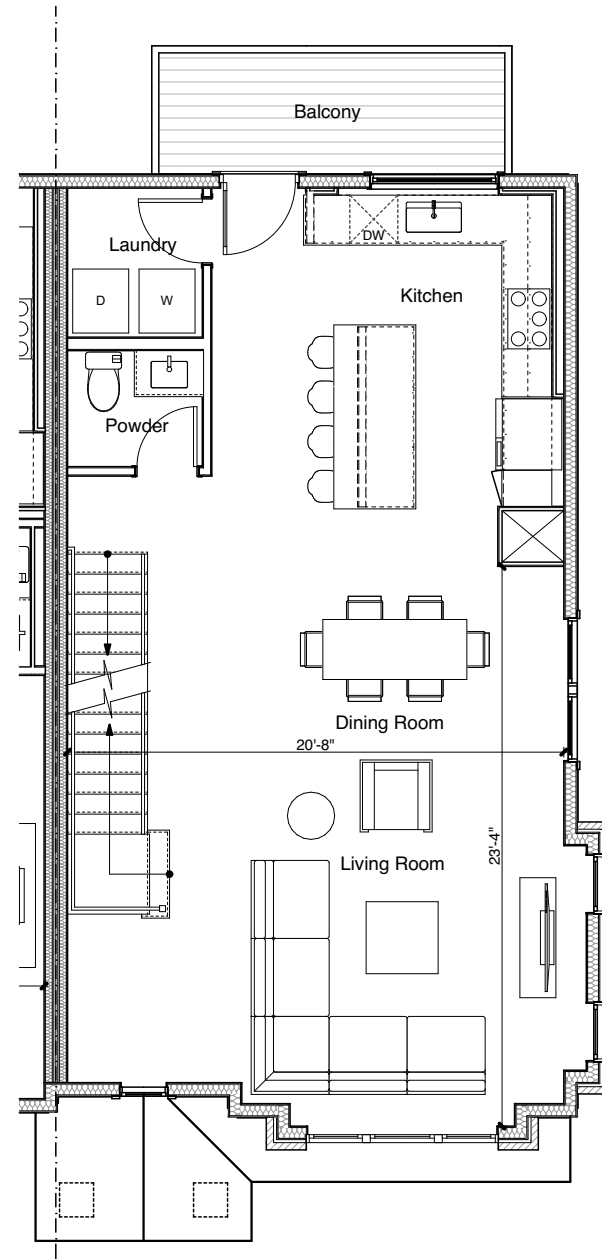 Balcony
Laundry
DW
D
W
Kitchen
Powder
Dining Room
20'-8"
23'-4"
Living Room